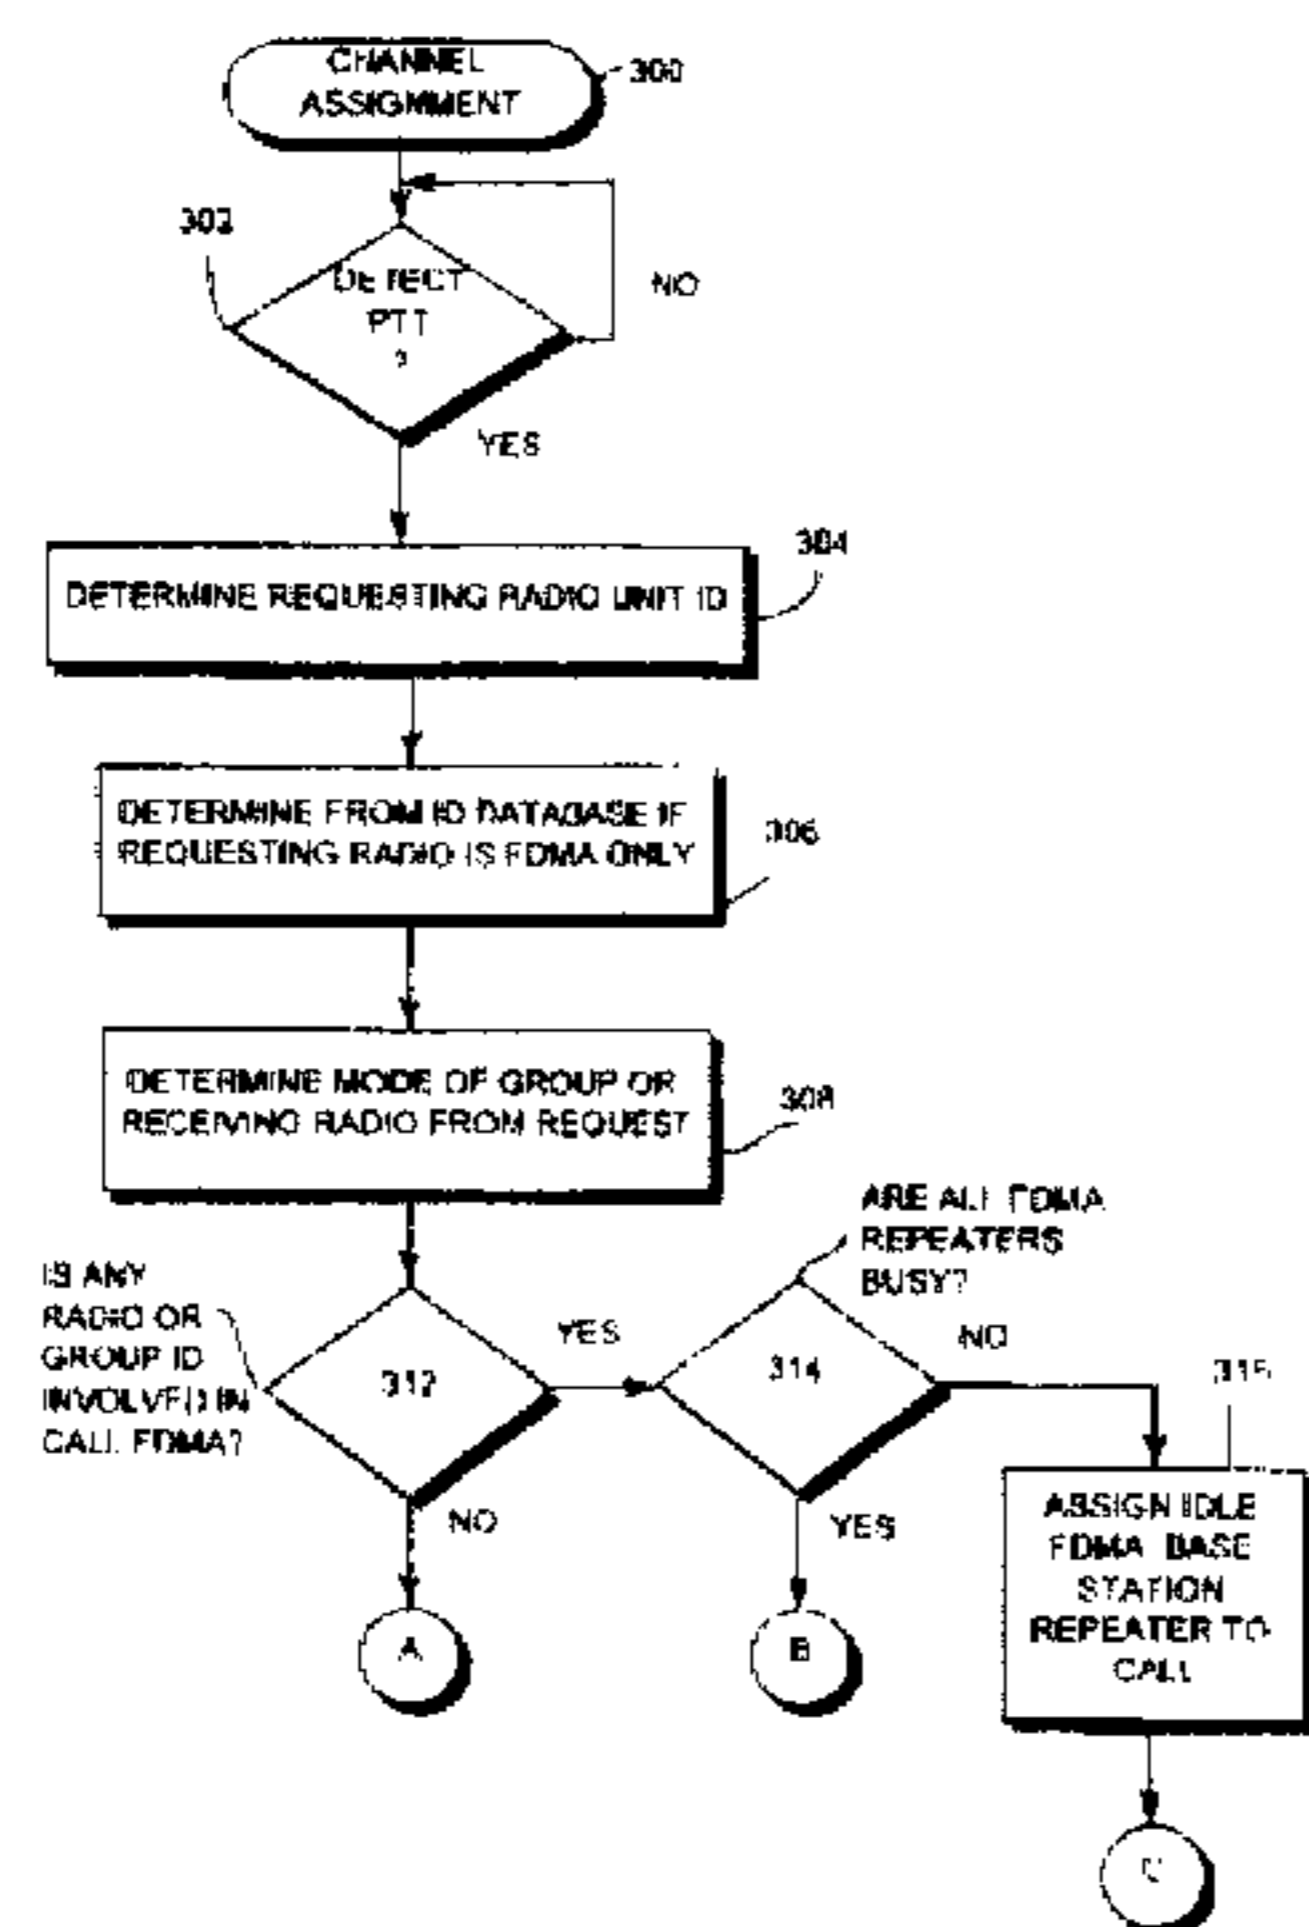 CHANNEL
ASSIGNMENT
300
302
DETECT
PTT
?
NO
YES
304
DETERMINE REQUESTING RADIO UNIT ID
DETERMINE FROM ID DATABASE IF
REQUESTING RADIO IS FDMA ONLY
306
DETERMINE MODE OF GROUP OR
RECEIVING RADIO FROM REQUEST
308
IS ANY
RADIO OR
GROUP ID
INVOLVED IN
CALL FDMA?
312
YES
NO
ARE ALL FDMA
REPEATERS
BUSY?
314
NO
YES
ASSIGN IDLE
FDMA BASE
STATION
REPEATER TO
CALL
A
B
C